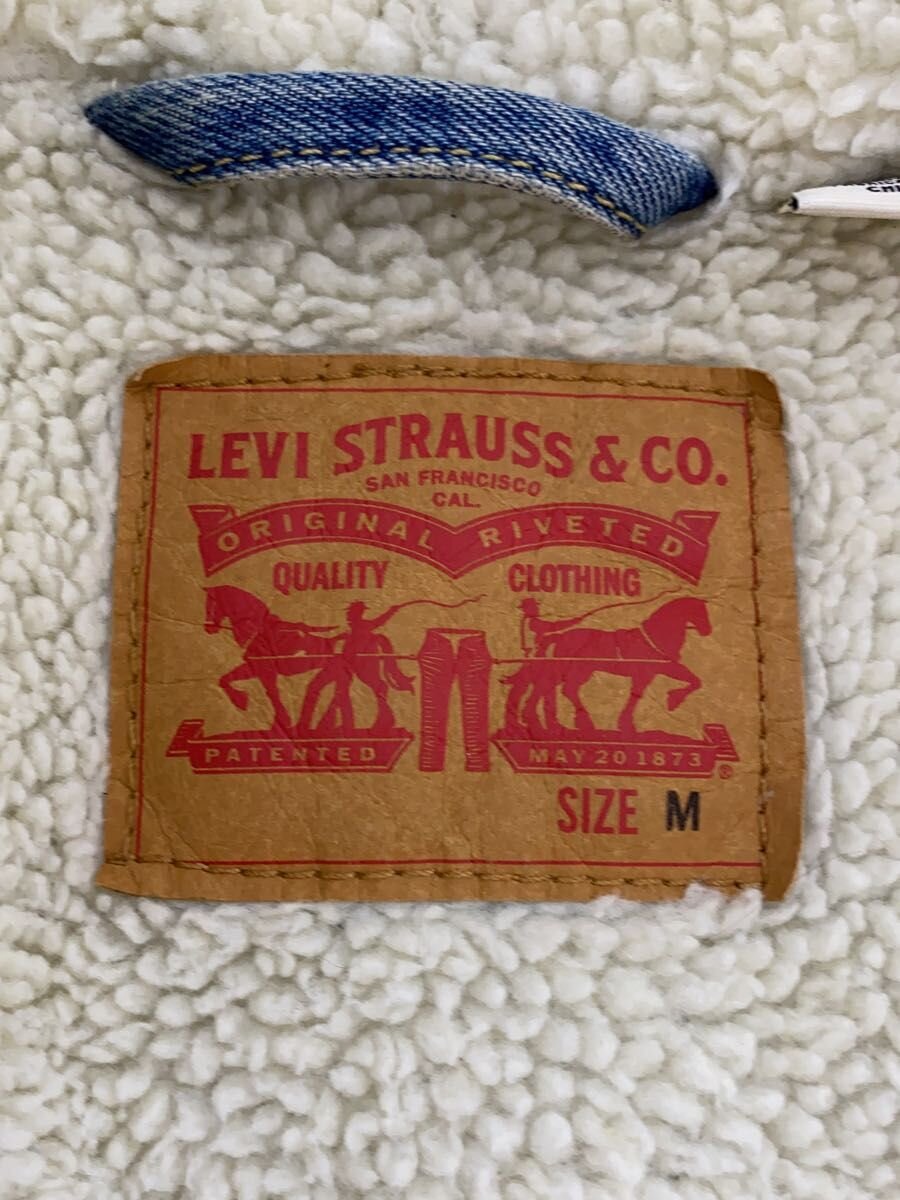 LEVI STRAUSS & CO.
SAN FRANCISCO
CAL.
ORIGINAL RIVETED
QUALITY CLOTHING
PATENTED MAY 20 1873
®
SIZE M